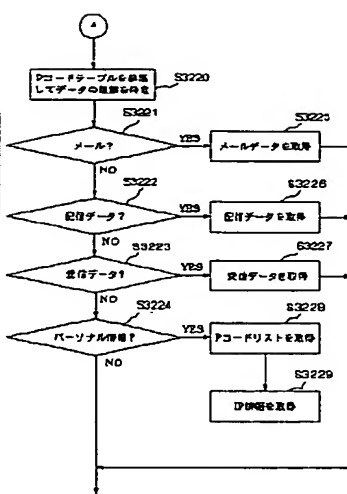 A
Pコードテーブルを参照
してデータの種類を特定
S3220
S3221
メール?
YES
S3225
メールデータを取得
NO
S3222
配信データ?
YES
S3226
配信データを取得
NO
S3223
受信データ?
YES
S3227
受信データを取得
NO
S3224
パーソナル情報?
YES
S3228
Pコードリストを取得
NO
S3229
を取得